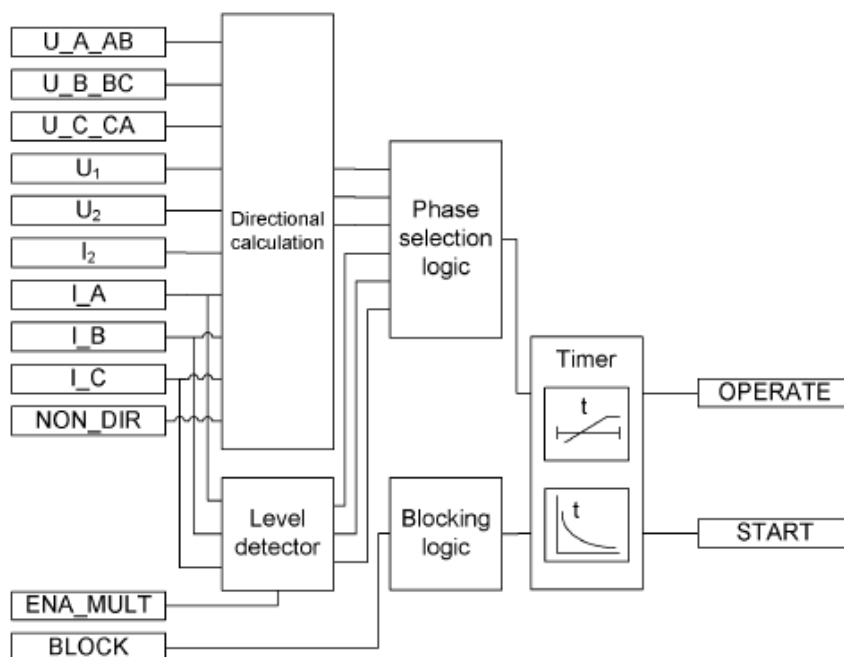 U_A_AB
U_B_BC
U_C_CA
U₁
U₂
I₂
I_A
I_B
I_C
NON_DIR
ENA_MULT
BLOCK
Directional
calculation
Level
detector
Phase
selection
logic
Blocking
logic
Timer
t
t
OPERATE
START